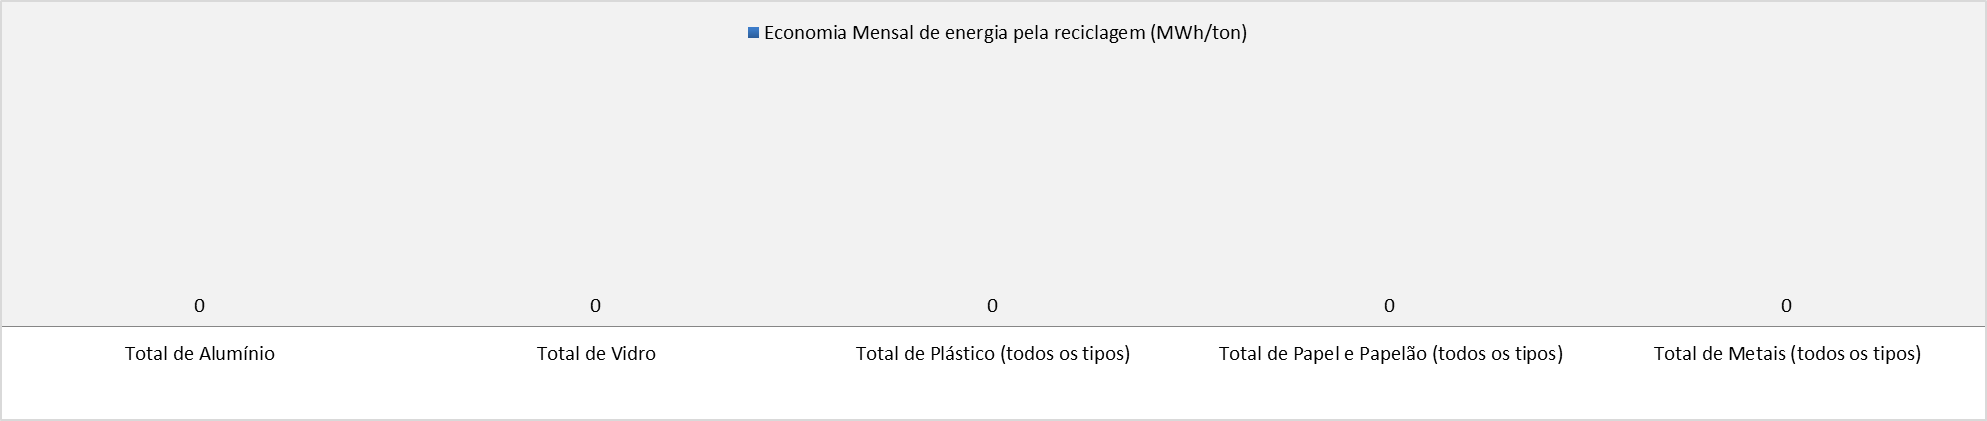 Economia Mensal de energia pela reciclagem (MWh/ton)
0 0 0 0 0
Total de Alumínio Total de Vidro Total de Plástico (todos os tipos) Total de Papel e Papelão (todos os tipos) Total de Metais (todos os tipos)